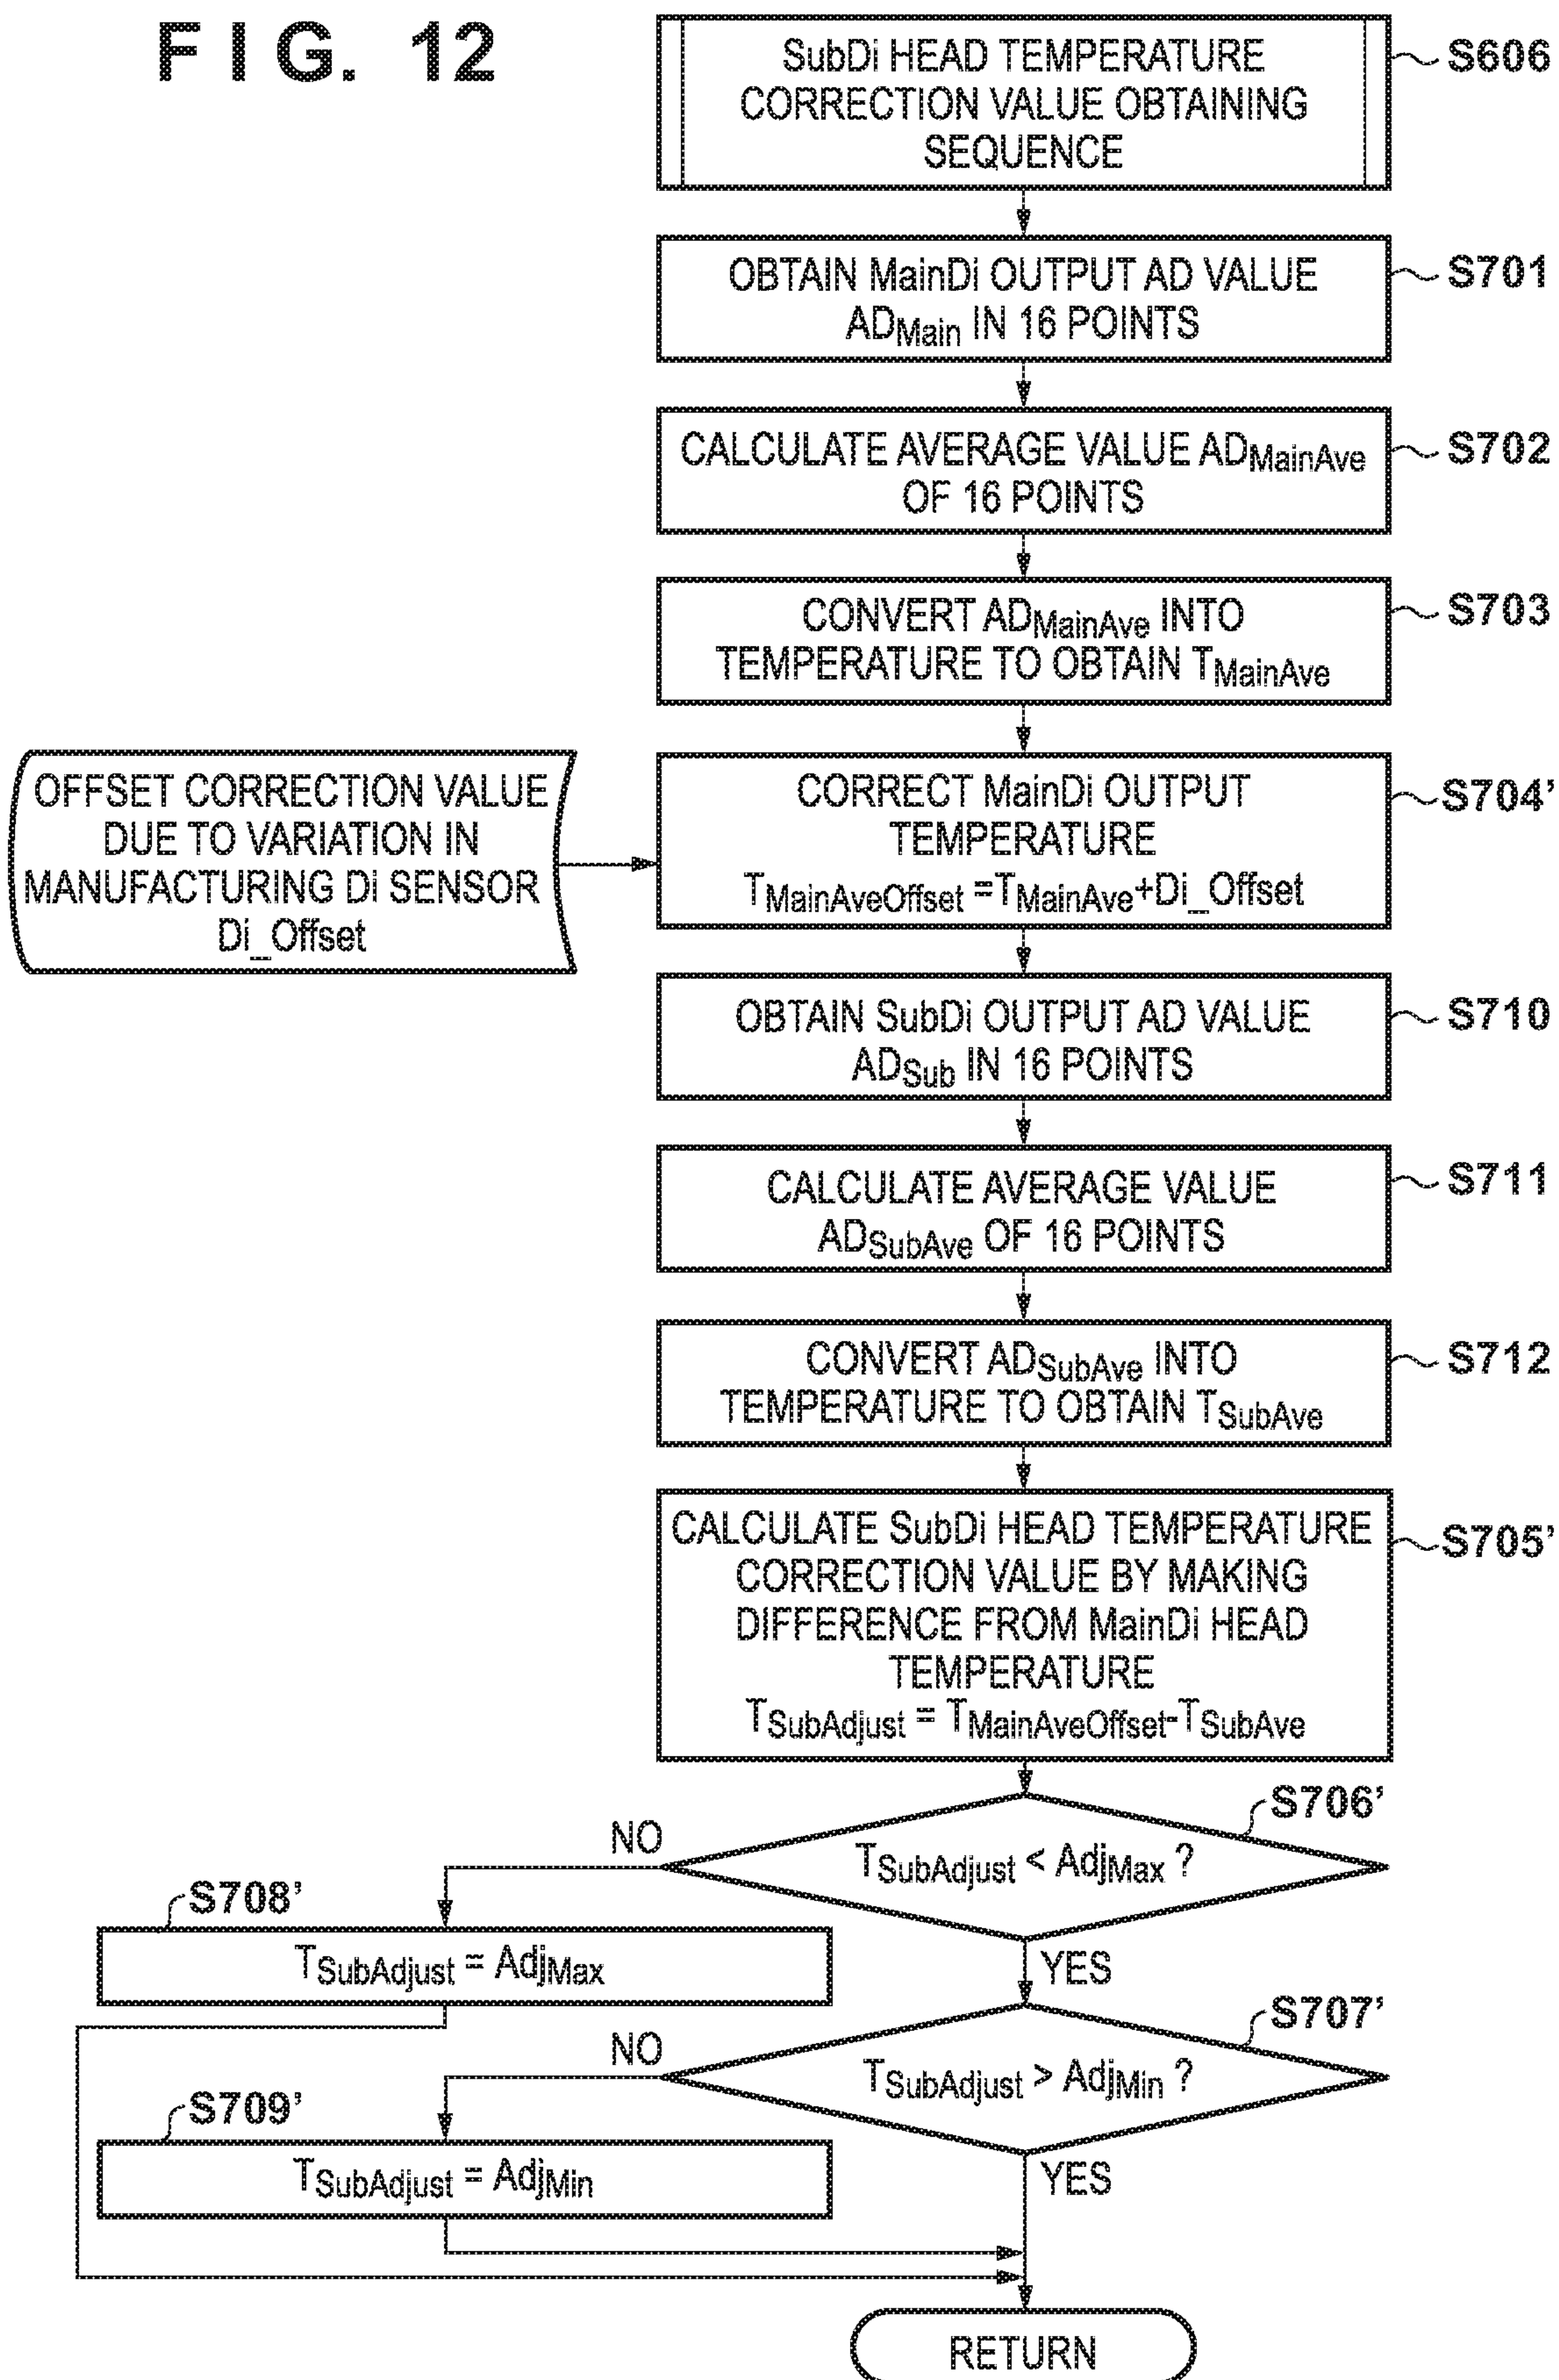 FIG. 12
SubDi HEAD TEMPERATURE
CORRECTION VALUE OBTAINING
SEQUENCE
S606
OBTAIN MainDi OUTPUT AD VALUE
ADMain IN 16 POINTS
S701
CALCULATE AVERAGE VALUE ADMainAve
OF 16 POINTS
S702
CONVERT ADMainAve INTO
TEMPERATURE TO OBTAIN TMainAve
S703
OFFSET CORRECTION VALUE
DUE TO VARIATION IN
MANUFACTURING Di SENSOR
Di_Offset
CORRECT MainDi OUTPUT
TEMPERATURE
TMainAveOffset =TMainAve+Di_Offset
S704’
OBTAIN SubDi OUTPUT AD VALUE
ADSub IN 16 POINTS
S710
CALCULATE AVERAGE VALUE
ADSubAve OF 16 POINTS
S711
CONVERT ADSubAve INTO
TEMPERATURE TO OBTAIN TSubAve
S712
CALCULATE SubDi HEAD TEMPERATURE
CORRECTION VALUE BY MAKING
DIFFERENCE FROM MainDi HEAD
TEMPERATURE
TSubAdjust = TMainAveOffset-TSubAve
S705’
S706’
TSubAdjust < AdjMax ?
NO
YES
S708’
TSubAdjust = AdjMax
S707’
TSubAdjust > AdjMin ?
NO
YES
S709’
TSubAdjust = AdjMin
RETURN